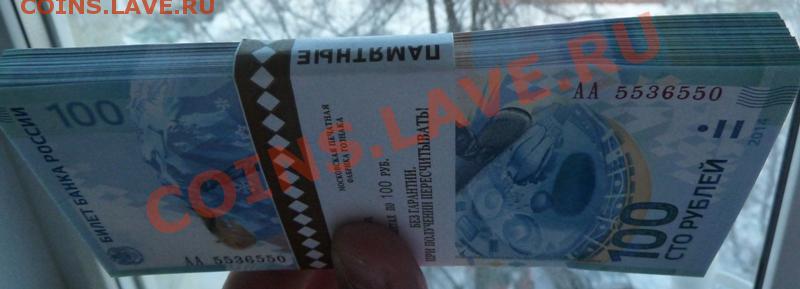 COINS.LAVE.RU
ПАМЯТНЫЕ
100
БИЛЕТ БАНКА РОССИИ
АА 5536550
МОСКОВСКАЯ ПЕЧАТНАЯ
ФАБРИКА ГОЗНАКА
ПО 100 РУБ.
БЕЗ ГАРАНТИИ.
ПРИ ПОЛУЧЕНИИ ПЕРЕСЧИТЫВАТЬ!
АА 5536550
2014
100
СТО РУБЛЕЙ
COINS.LAVE.RU